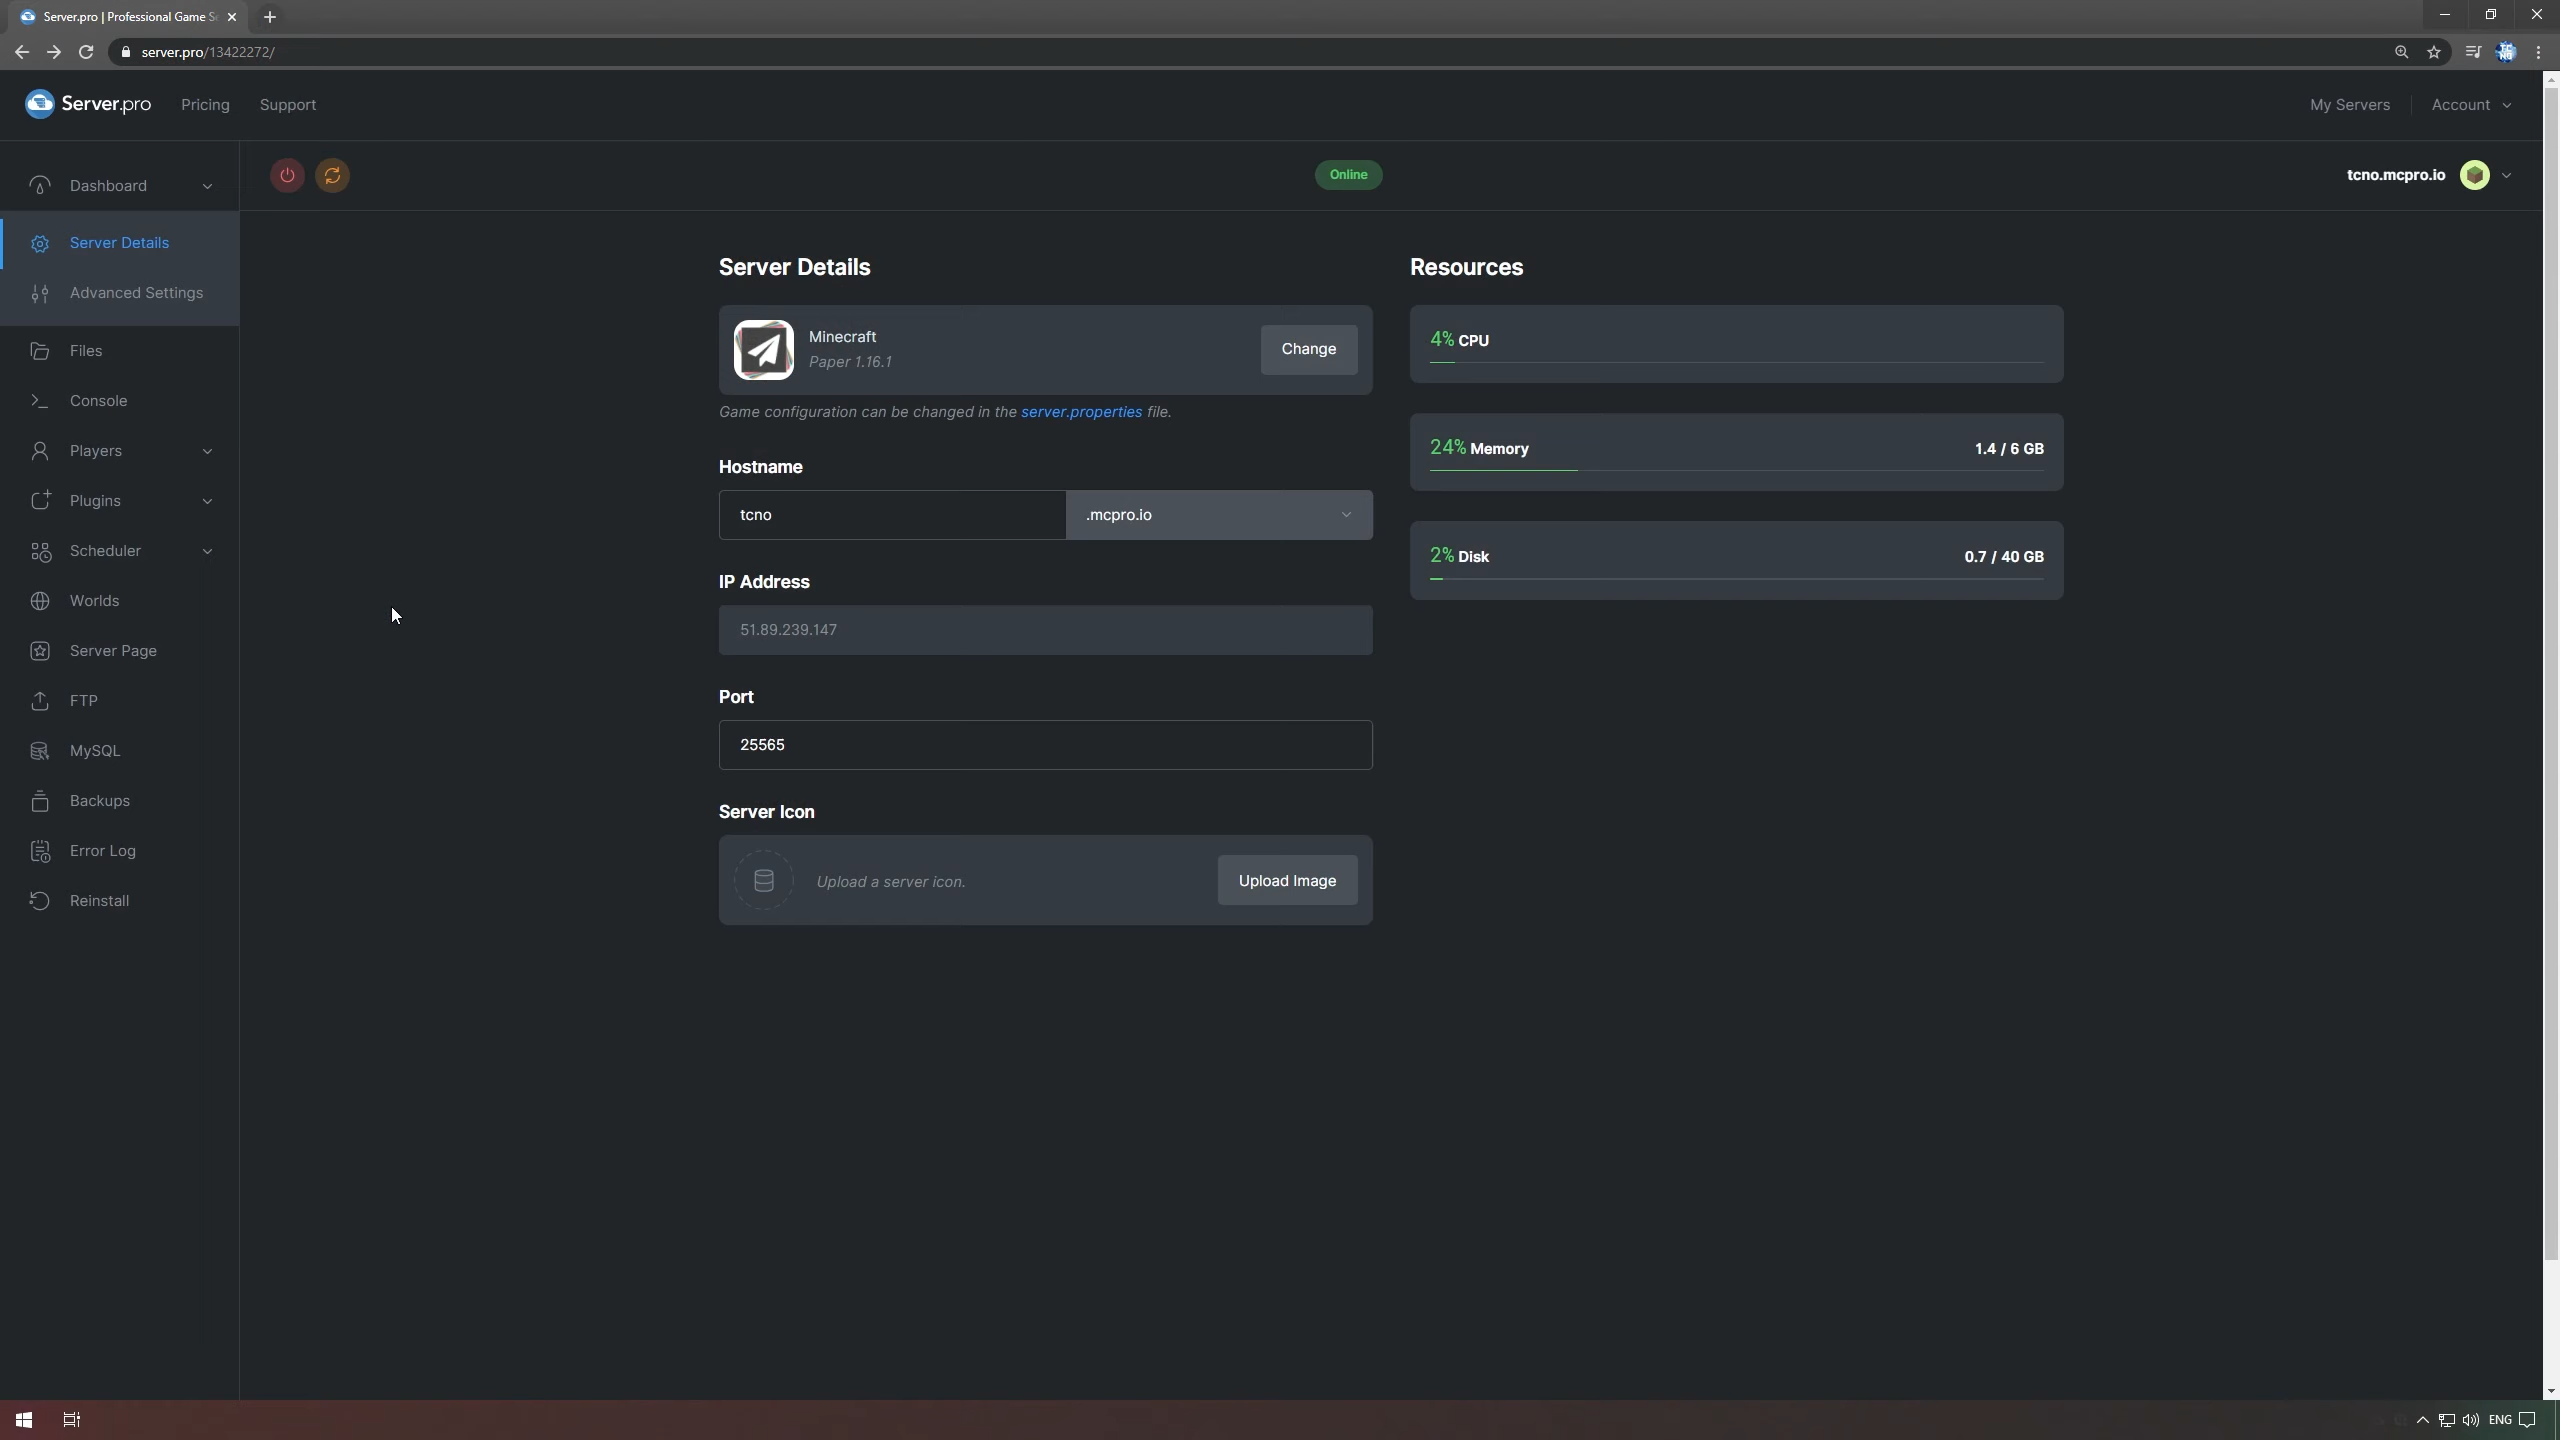 Server.pro | Professional Game S
server.pro/13422272/
Server.pro
Pricing
Support
My Servers
Account
Dashboard
Online
tcno.mcpro.io
Server Details
Advanced Settings
Files
Console
Players
Plugins
Scheduler
Worlds
Server Page
FTP
MySQL
Backups
Error Log
Reinstall
Server Details
Minecraft
Paper 1.16.1
Change
Game configuration can be changed in the server.properties file.
Hostname
tcno
.mcpro.io
IP Address
51.89.239.147
Port
25565
Server Icon
Upload a server icon.
Upload Image
Resources
4% CPU
24% Memory
1.4 / 6 GB
2% Disk
0.7 / 40 GB
ENG